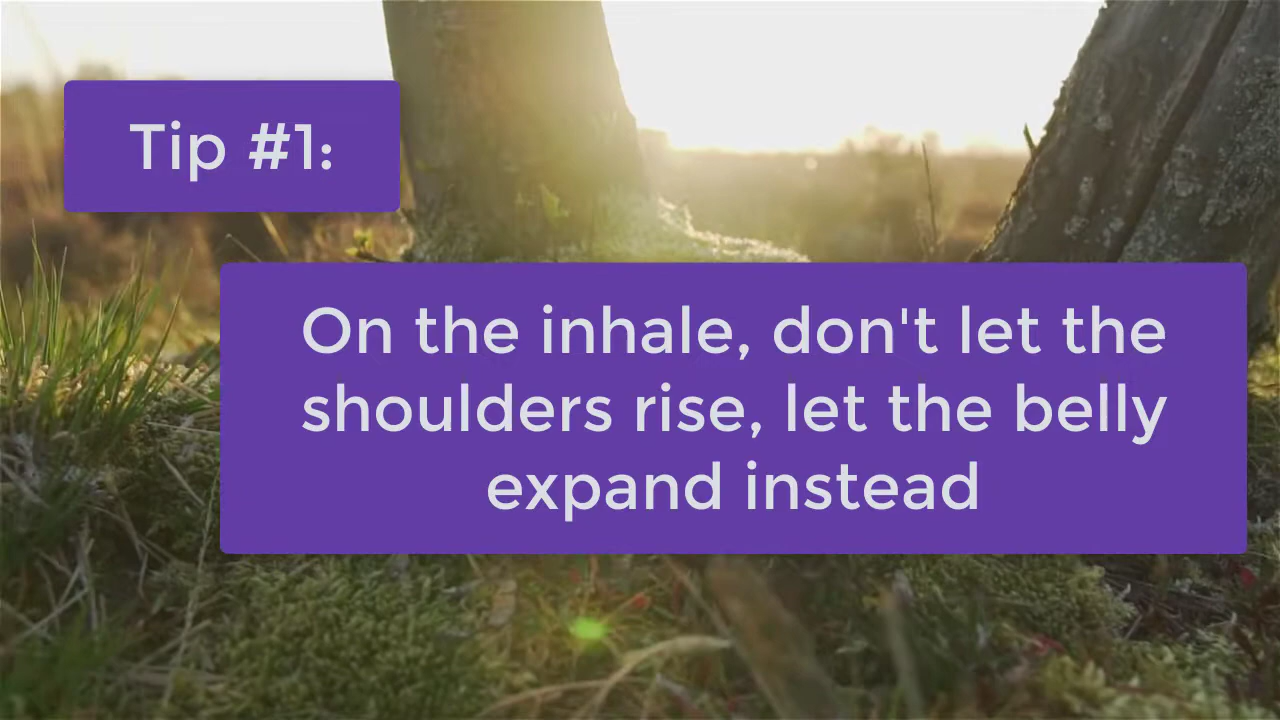 Tip #1:
On the inhale, don't let the
shoulders rise, let the belly
expand instead